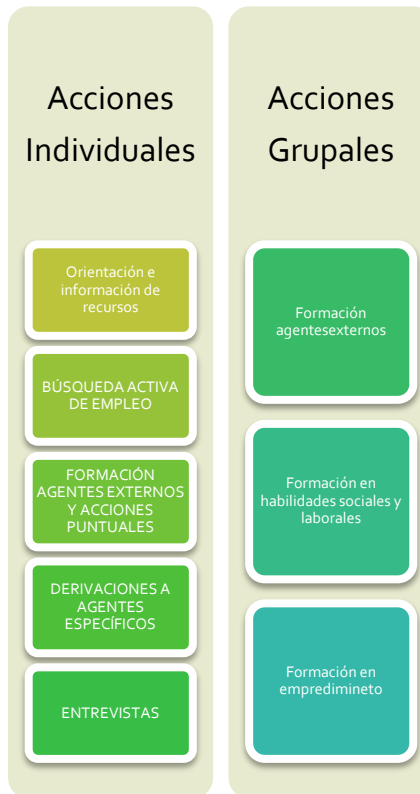 Acciones
Individuales
Orientación e
información de
recursos
BÚSQUEDA ACTIVA
DE EMPLEO
FORMACIÓN
AGENTES EXTERNOS
Y ACCIONES
PUNTUALES
DERIVACIONES A
AGENTES
ESPECÍFICOS
ENTREVISTAS
Acciones
Grupales
Formación
agentesexternos
Formación en
habilidades sociales y
laborales
Formación en
empredimineto